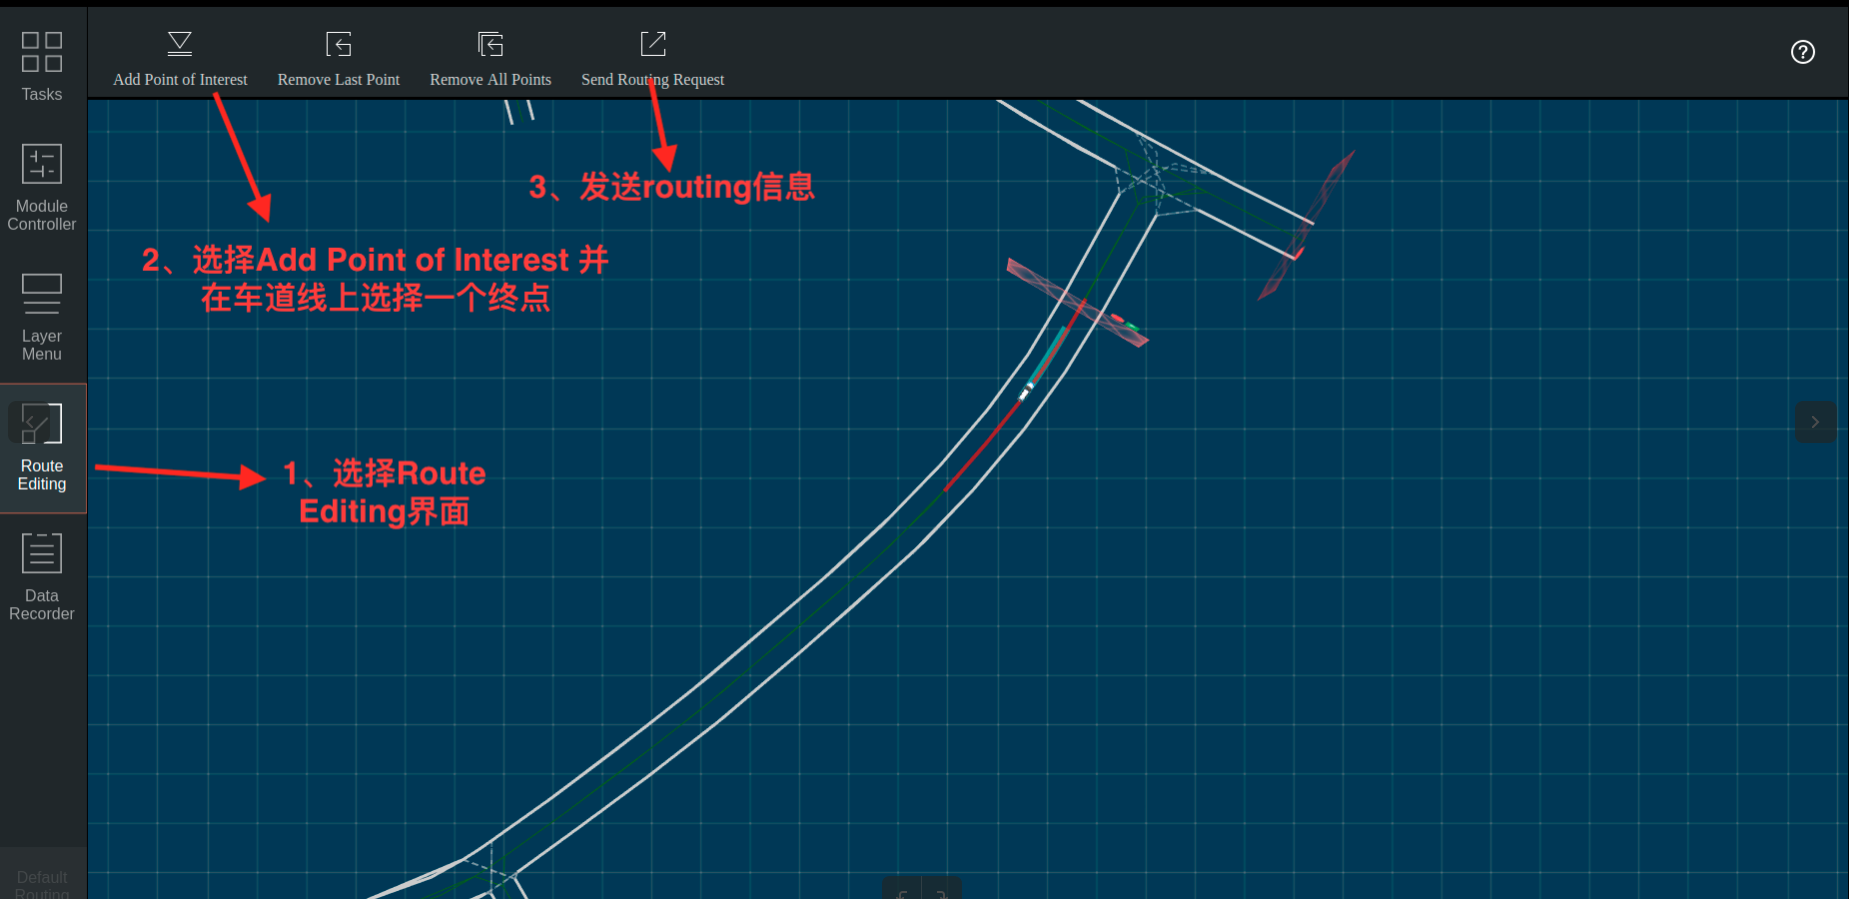 Add Point of Interest
Remove Last Point
Remove All Points
Send Routing Request
Tasks
Module
Controller
Layer
Menu
Route
Editing
Data
Recorder
Default
Routing
3、发送routing信息
2、选择Add Point of Interest 并
在车道线上选择一个终点
1、选择Route
Editing界面